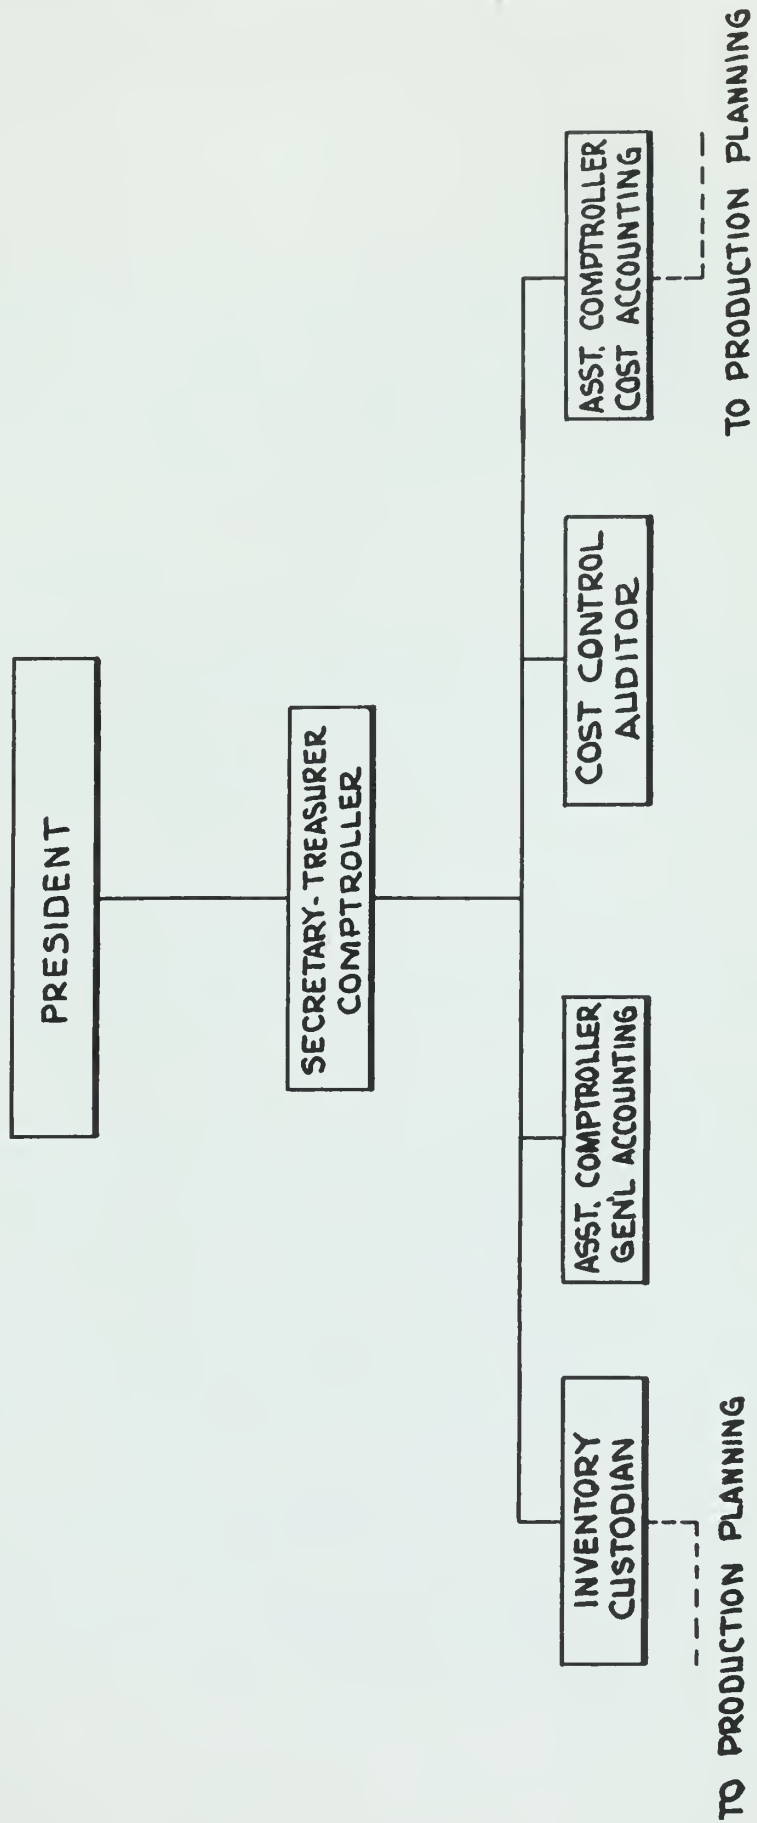 PRESIDENT
SECRETARY-TREASURER
COMPTROLLER
INVENTORY
CUSTODIAN
ASST. COMPTROLLER
GEN'L ACCOUNTING
COST CONTROL
AUDITOR
ASST. COMPTROLLER
COST ACCOUNTING
TO PRODUCTION PLANNING
TO PRODUCTION PLANNING